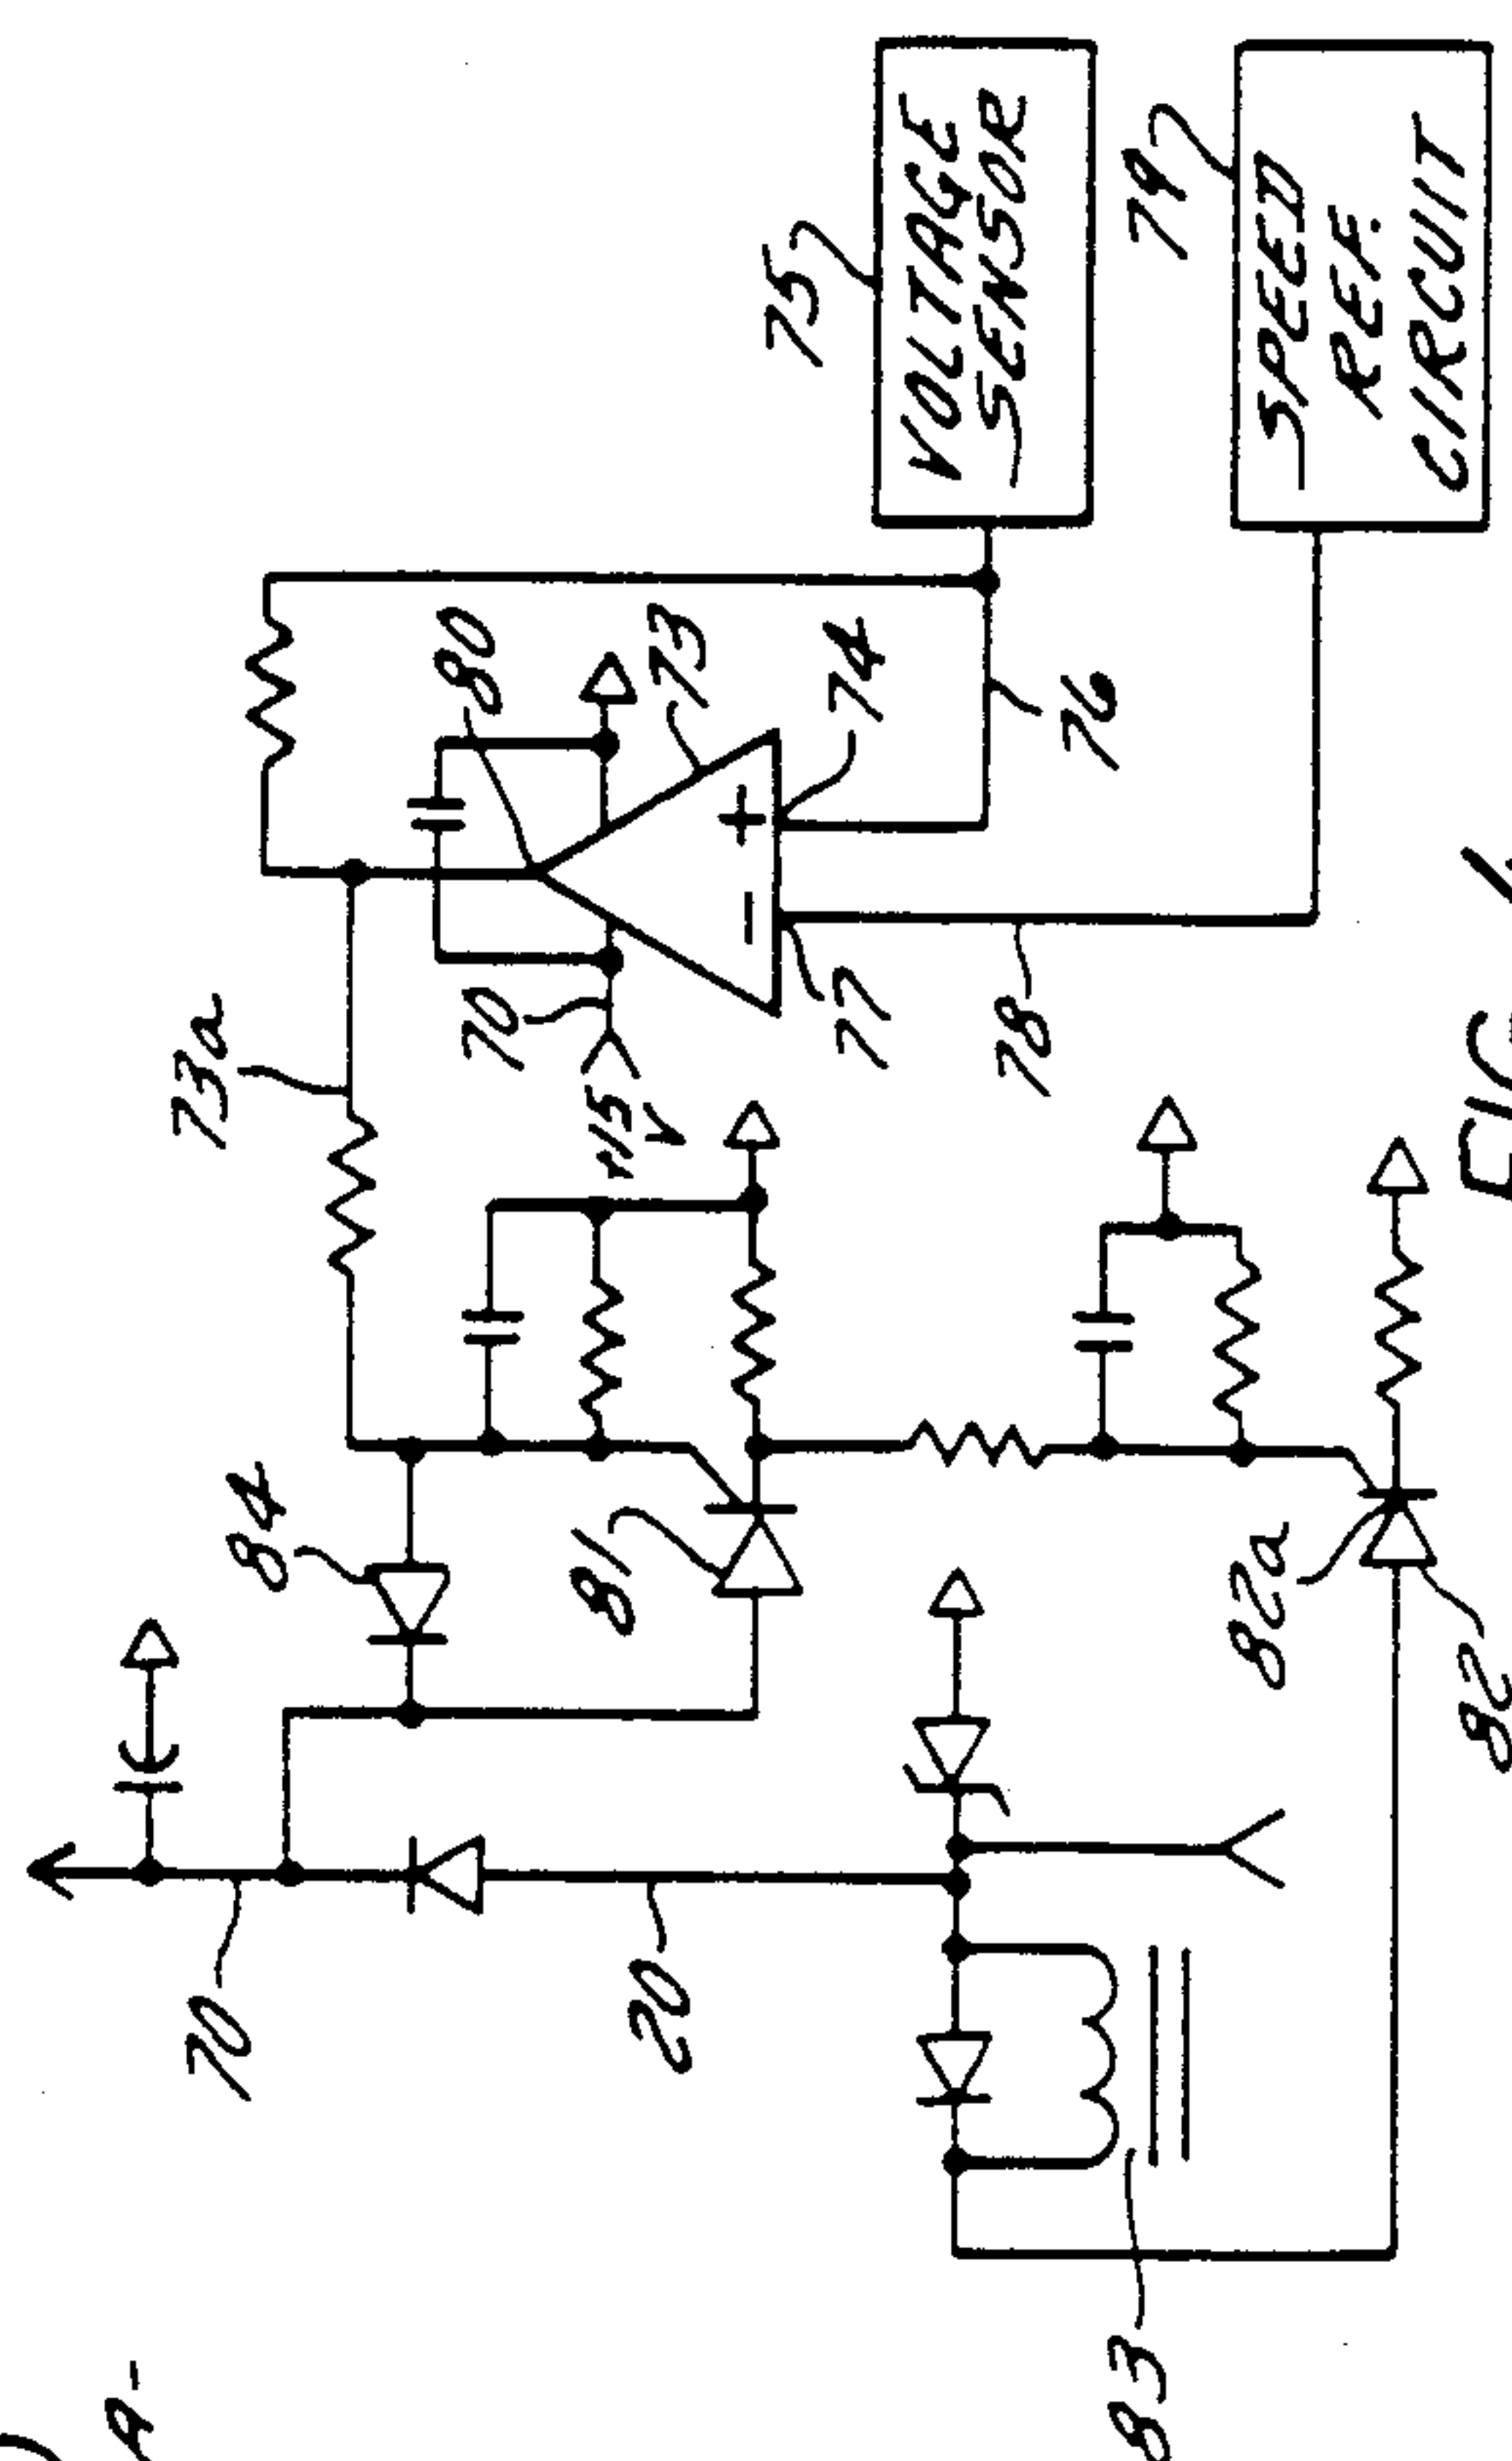 A-
70
84
73a
80
70
81
+15
V
20
73
75
+
−
74
77
VOLTAGE
SENSOR
78
76
83
79
82a
SPEED
REF.
CIRCUIT
82
FIG